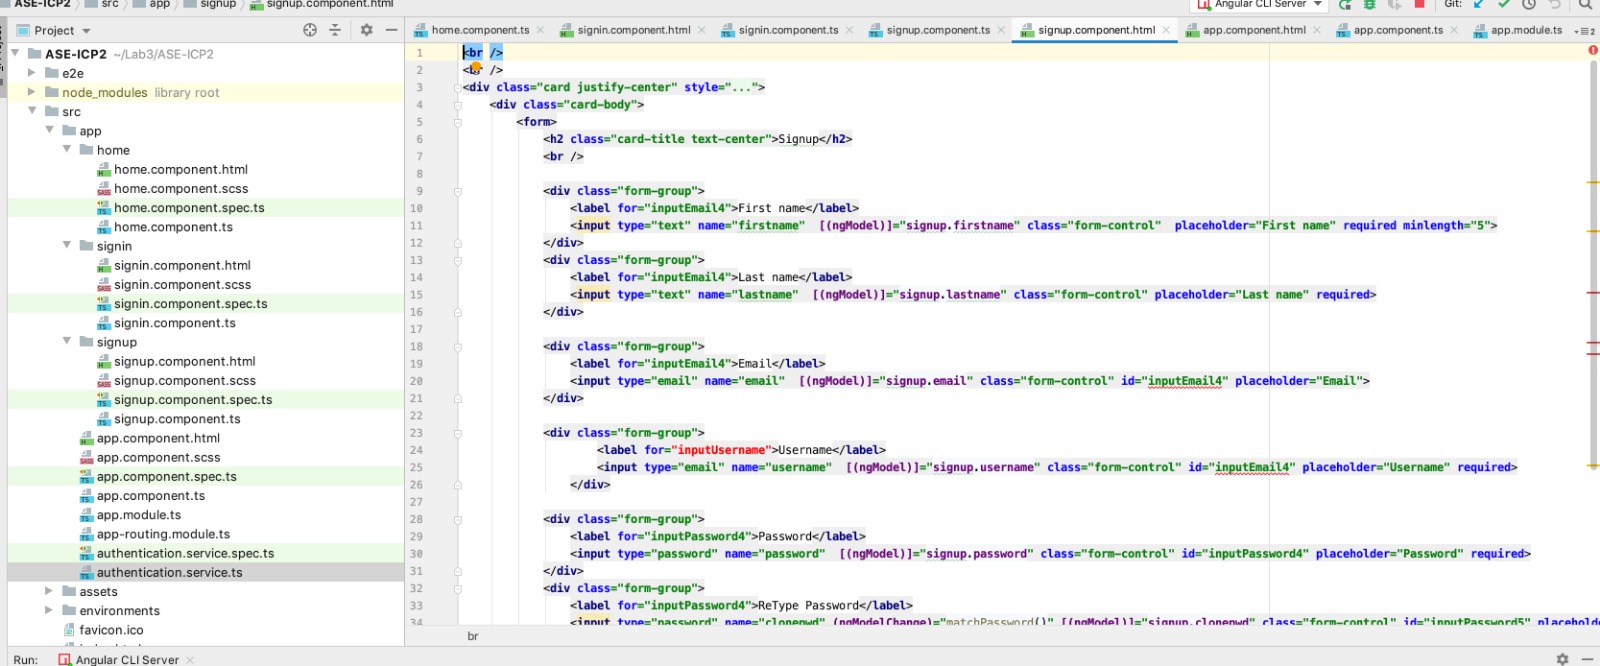 ASE-ICP2 src app signup signup.component.html Angular CLI Server Git:
Project
home.component.ts signin.component.html signin.component.ts signup.component.ts signup.component.html app.component.html app.component.ts app.module.ts
ASE-ICP2 ~/Lab3/ASE-ICP2
e2e
node_modules library root
src
app
home
home.component.html
home.component.scss
home.component.spec.ts
home.component.ts
signin
signin.component.html
signin.component.scss
signin.component.spec.ts
signin.component.ts
signup
signup.component.html
signup.component.scss
signup.component.spec.ts
signup.component.ts
app.component.html
app.component.scss
app.component.spec.ts
app.component.ts
app.module.ts
app-routing.module.ts
authentication.service.spec.ts
authentication.service.ts
assets
environments
favicon.ico
1 <br />
2 <br />
3 <div class="card justify-center" style="...">
4 <div class="card-body">
5 <form>
6 <h2 class="card-title text-center">Signup</h2>
7 <br />
8
9 <div class="form-group">
10 <label for="inputEmail4">First name</label>
11 <input type="text" name="firstname" [(ngModel)]="signup.firstname" class="form-control" placeholder="First name" required minlength="5">
12 </div>
13 <div class="form-group">
14 <label for="inputEmail4">Last name</label>
15 <input type="text" name="lastname" [(ngModel)]="signup.lastname" class="form-control" placeholder="Last name" required>
16 </div>
17
18 <div class="form-group">
19 <label for="inputEmail4">Email</label>
20 <input type="email" name="email" [(ngModel)]="signup.email" class="form-control" id="inputEmail4" placeholder="Email">
21 </div>
22
23 <div class="form-group">
24 <label for="inputUsername">Username</label>
25 <input type="email" name="username" [(ngModel)]="signup.username" class="form-control" id="inputEmail4" placeholder="Username" required>
26 </div>
27
28 <div class="form-group">
29 <label for="inputPassword4">Password</label>
30 <input type="password" name="password" [(ngModel)]="signup.password" class="form-control" id="inputPassword4" placeholder="Password" required>
31 </div>
32 <div class="form-group">
33 <label for="inputPassword4">ReType Password</label>
34 <input type="password" name="clonepwd" (ngModelChange)="matchPassword()" [(ngModel)]="signup.clonepwd" class="form-control" id="inputPassword5"
br
Run: Angular CLI Server